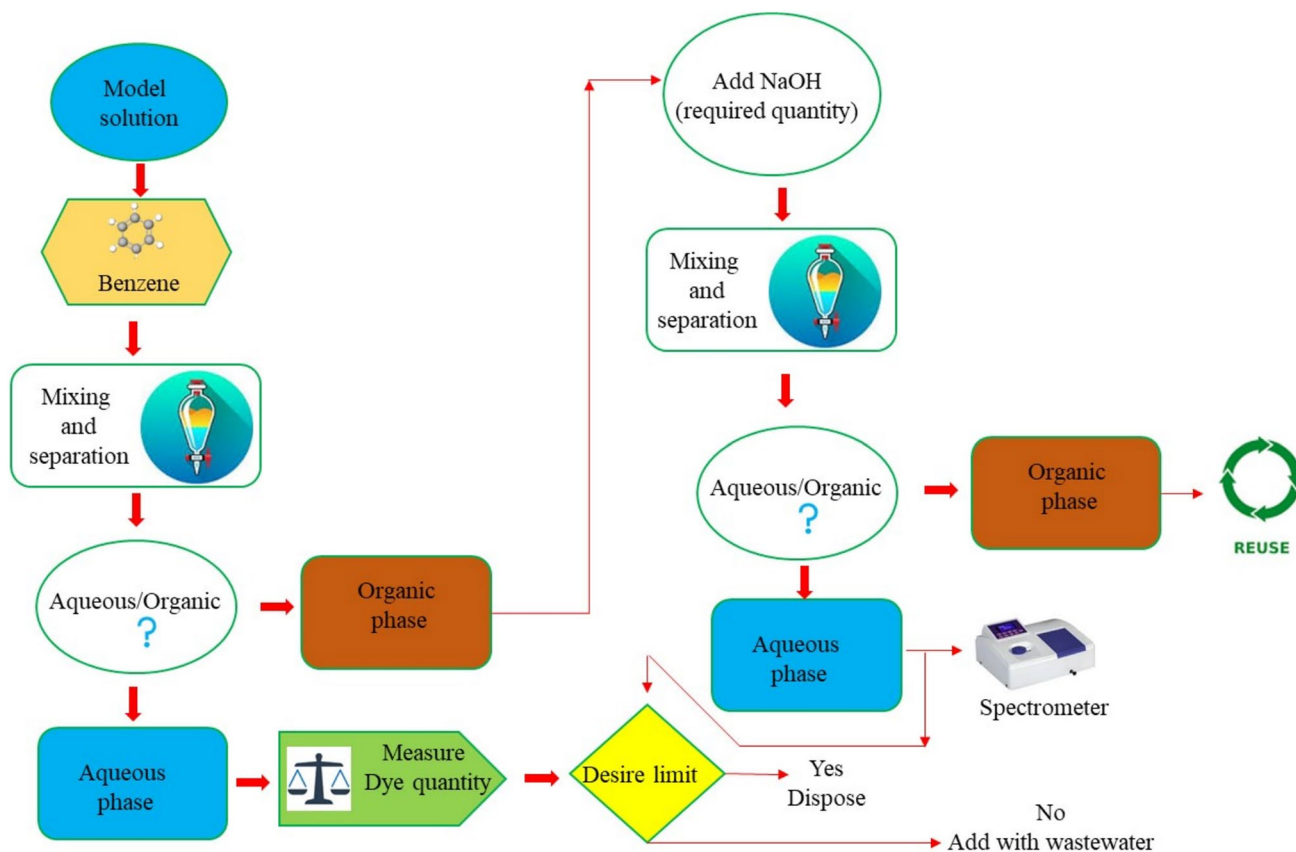 Model
solution
Benzene
Mixing
and
separation
Aqueous/Organic
?
Organic
phase
Aqueous
phase
Measure
Dye quantity
Desire limit
Yes
Dispose
No
Add with wastewater
Add NaOH
(required quantity)
Mixing
and
separation
Aqueous/Organic
?
Organic
phase
REUSE
Aqueous
phase
Spectrometer